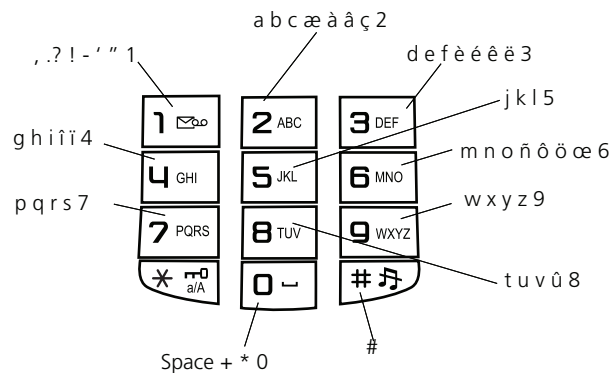 a b c æ à â ç 2
, .? ! - ‘ ” 1
d e f è é ê ë 3
j k l 5
1
2 ABC
3 DEF
g h i î ï 4
4 GHI
5 JKL
6 MNO
m n o ñ ô ö œ 6
p q r s 7
7 PQRS
8 TUV
9 WXYZ
w x y z 9
* a/A
0
#
t u v û 8
#
Space + * 0